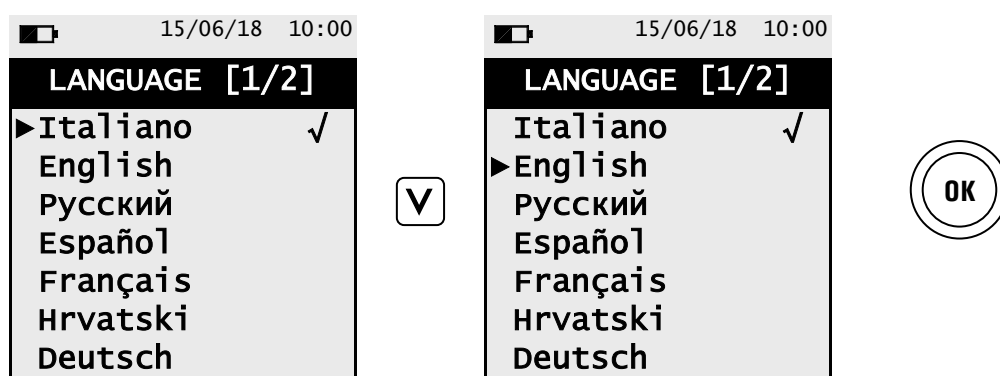 15/06/18 10:00
LANGUAGE [1/2]
►Italiano √
English
Русский
Español
Français
Hrvatski
Deutsch
V
15/06/18 10:00
LANGUAGE [1/2]
Italiano √
►English
Русский
Español
Français
Hrvatski
Deutsch
OK